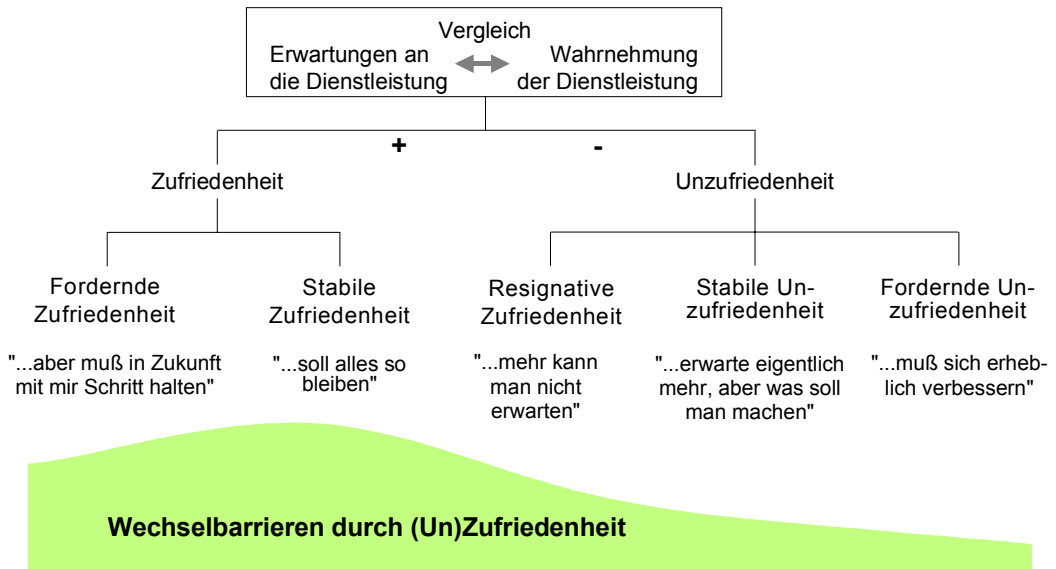 Vergleich
Erwartungen an
die Dienstleistung
Wahrnehmung
der Dienstleistung
+
-
Zufriedenheit
Unzufriedenheit
Fordernde
Zufriedenheit
Stabile
Zufriedenheit
Resignative
Zufriedenheit
Stabile Un-
zufriedenheit
Fordernde Un-
zufriedenheit
"...aber muß in Zukunft
mit mir Schritt halten"
"...soll alles so
bleiben"
"...mehr kann
man nicht
erwarten"
"...erwarte eigentlich
mehr, aber was soll
man machen"
"...muß sich erheb-
lich verbessern"
Wechselbarrieren durch (Un)Zufriedenheit